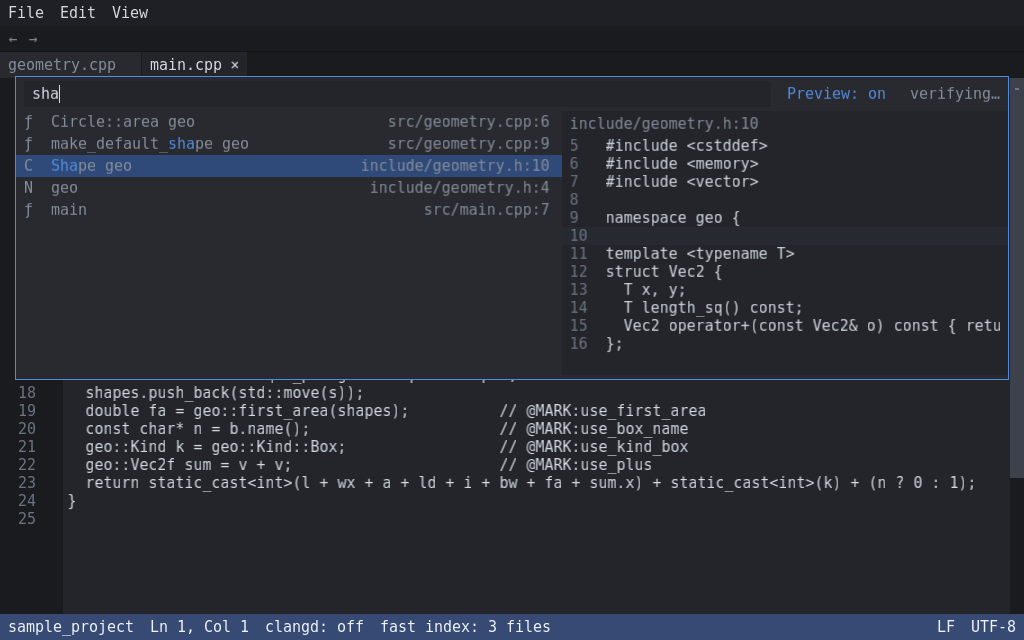 File Edit View
← →
geometry.cpp main.cpp ×
sha Preview: on verifying…
ƒ Circle::area geo src/geometry.cpp:6
ƒ make_default_shape geo src/geometry.cpp:9
C Shape geo include/geometry.h:10
N geo include/geometry.h:4
ƒ main src/main.cpp:7
include/geometry.h:10
5 #include <cstddef>
6 #include <memory>
7 #include <vector>
8
9 namespace geo {
10
11 template <typename T>
12 struct Vec2 {
13 T x, y;
14 T length_sq() const;
15 Vec2 operator+(const Vec2& o) const { retu
16 };
18 shapes.push_back(std::move(s));
19 double fa = geo::first_area(shapes); // @MARK:use_first_area
20 const char* n = b.name(); // @MARK:use_box_name
21 geo::Kind k = geo::Kind::Box; // @MARK:use_kind_box
22 geo::Vec2f sum = v + v; // @MARK:use_plus
23 return static_cast<int>(l + wx + a + ld + i + bw + fa + sum.x) + static_cast<int>(k) + (n ? 0 : 1);
24 }
25
sample_project Ln 1, Col 1 clangd: off fast index: 3 files LF UTF-8